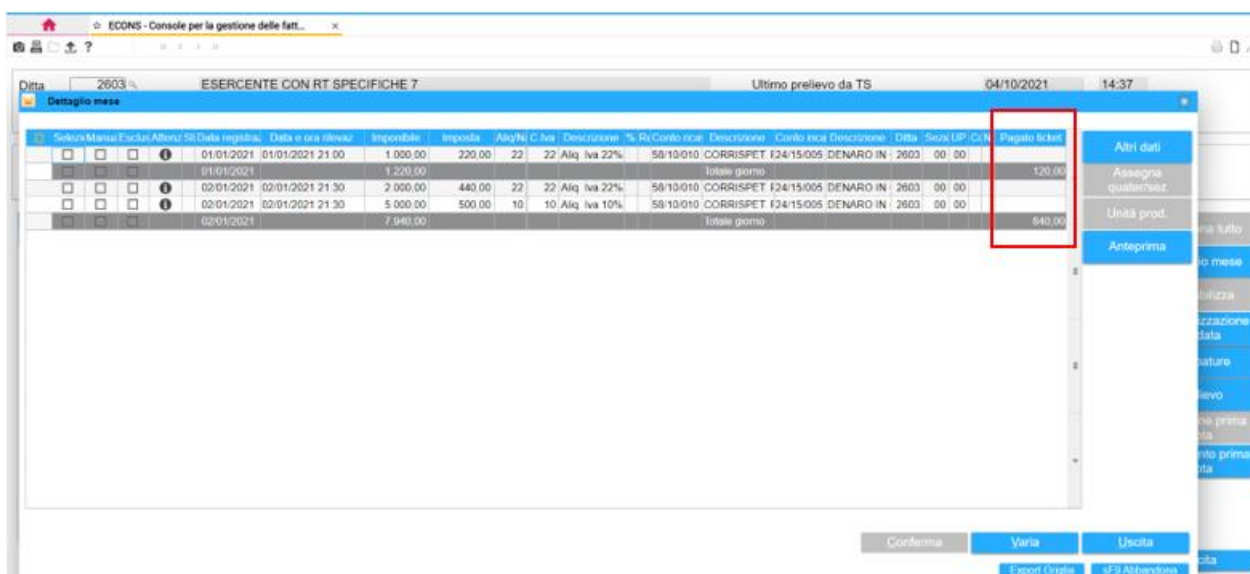 ECONS - Console per la gestione delle fatt... ×
?
Ditta 2603 ESERCENTE CON RT SPECIFICHE 7 Ultimo prelievo da TS 04/10/2021 14:37
Dettaglio mese
Data e ora rilevaz Imponibile Imposta C.Iva Descrizione Descrizione Descrizione Ditta UP Pagato ticket
01/01/2021 01/01/2021 21:00 1.000,00 220,00 22 22 Aliq. Iva 22% 58/10/010 CORRISPET. 24/15/005 DENARO IN 2603 00 00
01/01/2021 1.220,00 Totale giorno 120,00
02/01/2021 02/01/2021 21:30 2.000,00 440,00 22 22 Aliq. Iva 22% 58/10/010 CORRISPET. 24/15/005 DENARO IN 2603 00 00
02/01/2021 02/01/2021 21:30 5.000,00 500,00 10 10 Aliq. Iva 10% 58/10/010 CORRISPET. 24/15/005 DENARO IN 2603 00 00
02/01/2021 7.940,00 Totale giorno 840,00
Altri dati
Assegna
quater/sez
Unità prod.
Anteprima
tutto
mese
data
prima
prima
Conferma Varia Uscita
Export Griglia sF9 Abbandona